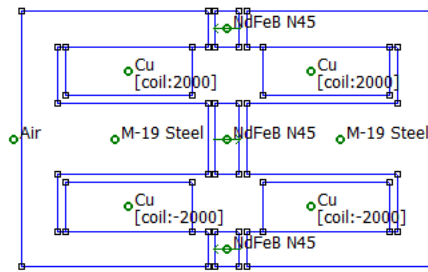 NdFeB N45
Cu
[coil:2000]
Cu
[coil:2000]
Air
M-19 Steel
NdFeB N45
M-19 Steel
Cu
[coil:-2000]
Cu
[coil:-2000]
NdFeB N45